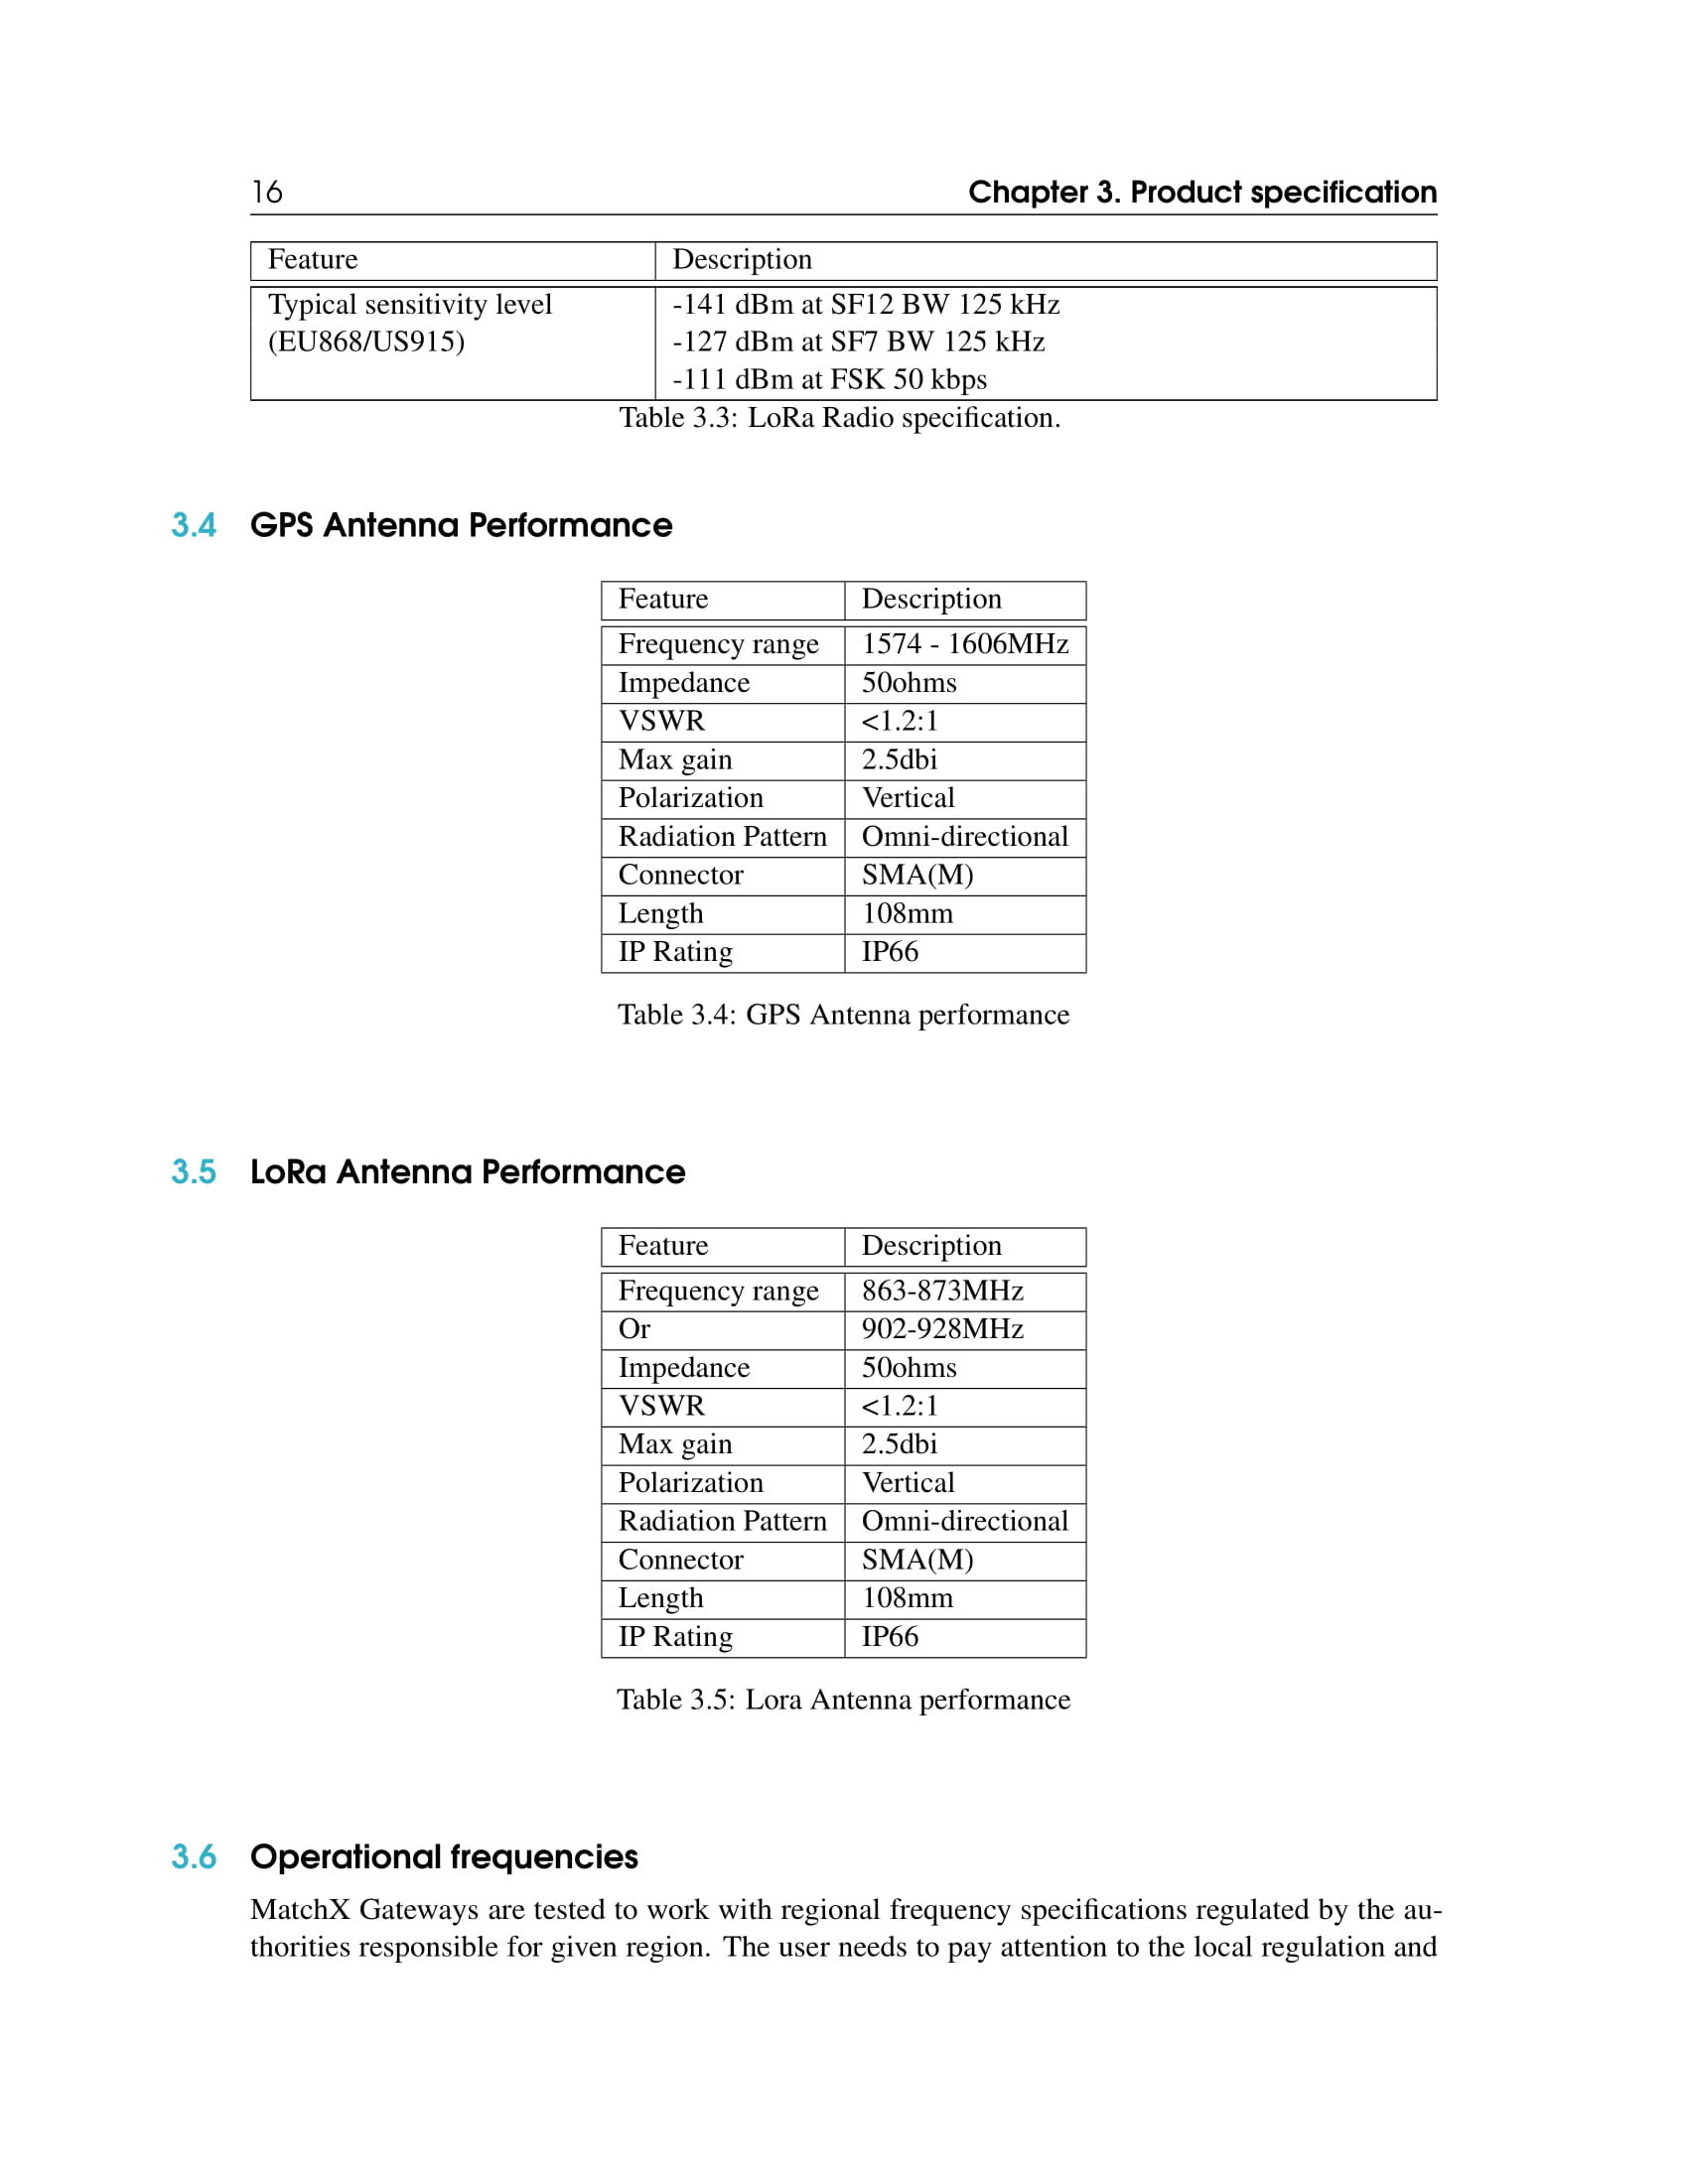 16 Chapter 3. Product specification
Feature Description
Typical sensitivity level -141 dBm at SF12 BW 125 kHz
(EU868/US915) -127 dBm at SF7 BW 125 kHz
-111 dBm at FSK 50 kbps
Table 3.3: LoRa Radio specification.
3.4 GPS Antenna Performance
Feature Description
Frequency range 1574 - 1606MHz
Impedance 50ohms
VSWR <1.2:1
Max gain 2.5dbi
Polarization Vertical
Radiation Pattern Omni-directional
Connector SMA(M)
Length 108mm
IP Rating IP66
Table 3.4: GPS Antenna performance
3.5 LoRa Antenna Performance
Feature Description
Frequency range 863-873MHz
Or 902-928MHz
Impedance 50ohms
VSWR <1.2:1
Max gain 2.5dbi
Polarization Vertical
Radiation Pattern Omni-directional
Connector SMA(M)
Length 108mm
IP Rating IP66
Table 3.5: Lora Antenna performance
3.6 Operational frequencies
MatchX Gateways are tested to work with regional frequency specifications regulated by the au-
thorities responsible for given region. The user needs to pay attention to the local regulation and